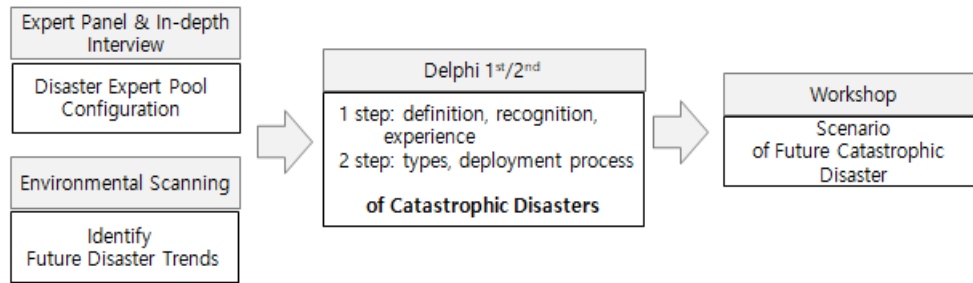 Expert Panel & In-depth
Interview
Disaster Expert Pool
Configuration
Environmental Scanning
Identify
Future Disaster Trends
Delphi 1st/2nd
1 step: definition, recognition,
experience
2 step: types, deployment process
of Catastrophic Disasters
Workshop
Scenario
of Future Catastrophic
Disaster